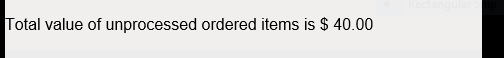 Total value of unprocessed ordered items is $ 40.00